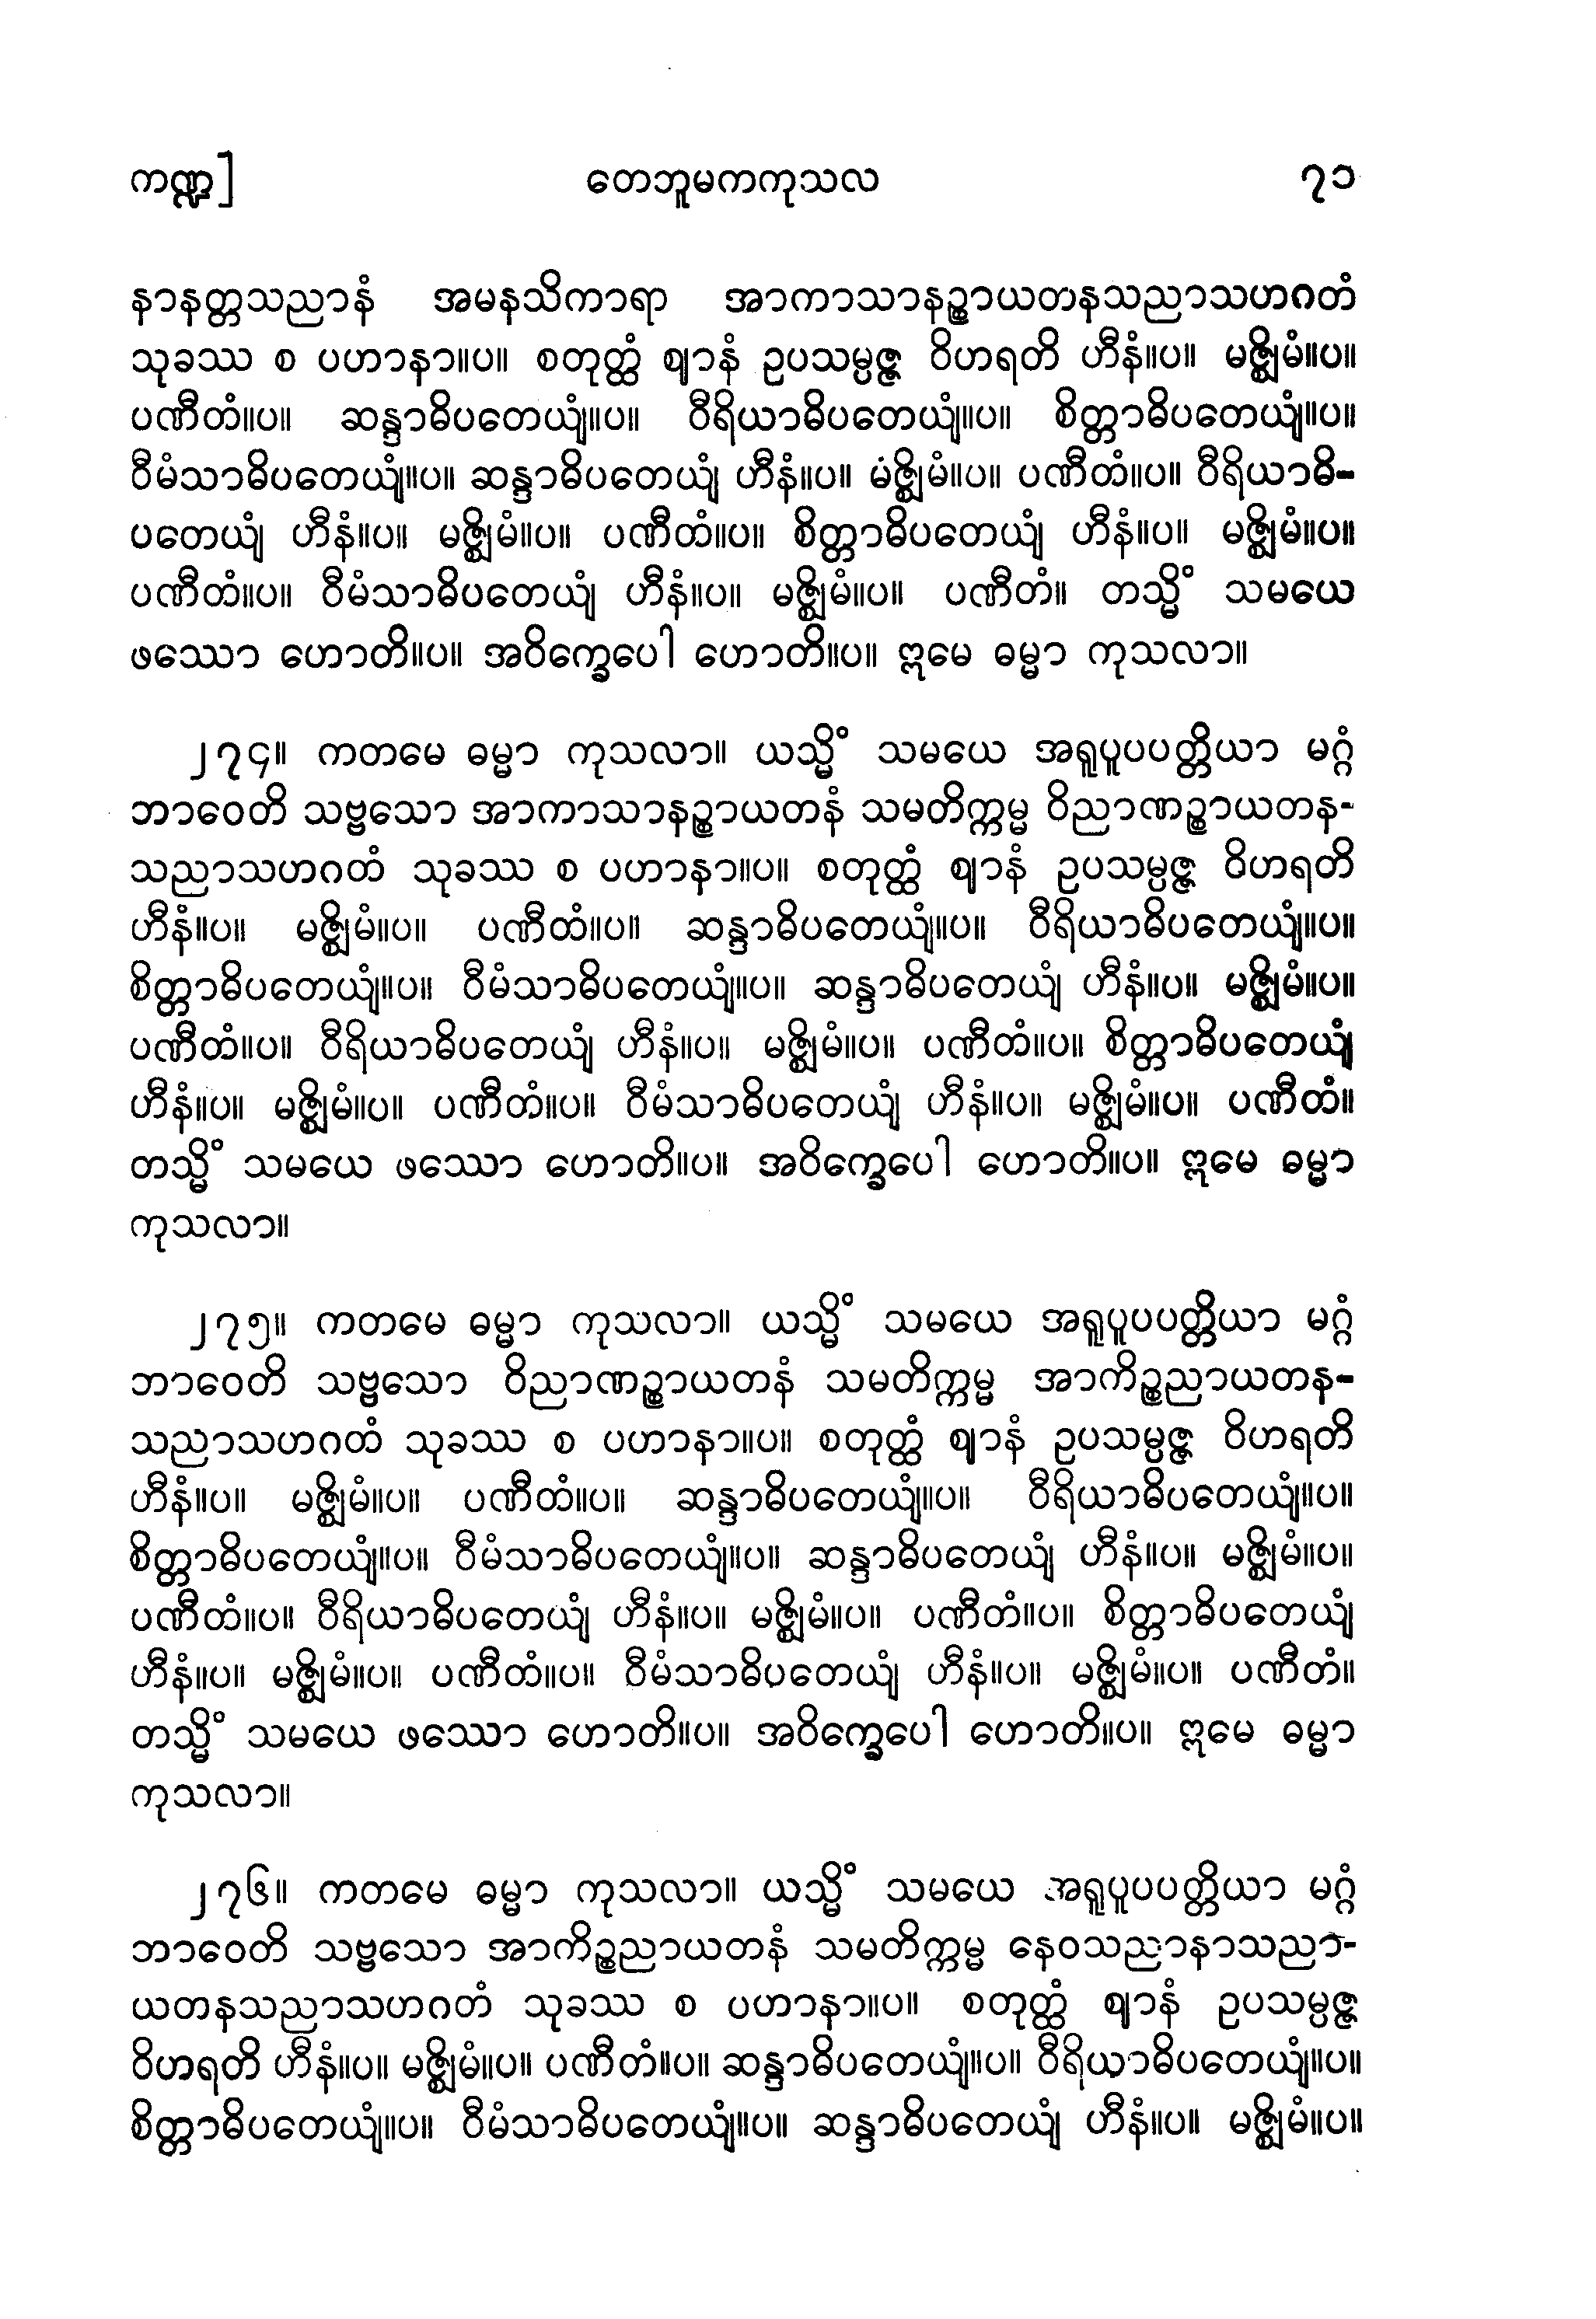 ကဏ္ဍ] တေဘူမကကုသလ ၇၁
နာနတ္တသညာနံ အမနသိကာရာ အာကာသာနဉ္စာယတနသညာသဟဂတံ
သုခဿ စ ပဟာနာ။ပ။ စတုတ္ထံ ဈာနံ ဥပသမ္ပဇ္ဇ ဝိဟရတိ ဟီနံ။ပ။ မဇ္ဈိမံ။ပ။
ပဏီတံ။ပ။ ဆန္ဒာဓိပတေယျံ။ပ။ ဝီရိယာဓိပတေယျံ။ပ။ စိတ္တာဓိပတေယျံ။ပ။
ဝီမံသာဓိပတေယျံ။ပ။ ဆန္ဒာဓိပတေယျံ ဟီနံ။ပ။ မံဇ္ဈိမံ။ပ။ ပဏီတံ။ပ။ ဝီရိယာဓိ-
ပတေယျံ ဟီနံ။ပ။ မဇ္ဈိမံ။ပ။ ပဏီတံ။ပ။ စိတ္တာဓိပတေယျံ ဟီနံ။ပ။ မဇ္ဈိမံ။ပ။
ပဏီတံ။ပ။ ဝီမံသာဓိပတေယျံ ဟီနံ။ပ။ မဇ္ဈိမံ။ပ။ ပဏီတံ။ တသ္မိံ သမယေ
ဖဿော ဟောတိ။ပ။ အဝိက္ခေပေါ ဟောတိ။ပ။ ဣမေ ဓမ္မာ ကုသလာ။
၂၇၄။ ကတမေ ဓမ္မာ ကုသလာ။ ယသ္မိံ သမယေ အရူပူပပတ္တိယာ မဂ္ဂံ
ဘာဝေတိ သဗ္ဗသော အာကာသာနဉ္စာယတနံ သမတိက္ကမ္မ ဝိညာဏဉ္စာယတန-
သညာသဟဂတံ သုခဿ စ ပဟာနာ။ပ။ စတုတ္ထံ ဈာနံ ဥပသမ္ပဇ္ဇ ဝိဟရတိ
ဟီနံ။ပ။ မဇ္ဈိမံ။ပ။ ပဏီတံ။ပ။ ဆန္ဒာဓိပတေယျံ။ပ။ ဝီရိယာဓိပတေယျံ။ပ။
စိတ္တာဓိပတေယျံ။ပ။ ဝီမံသာဓိပတေယျံ။ပ။ ဆန္ဒာဓိပတေယျံ ဟီနံ။ပ။ မဇ္ဈိမံ။ပ။
ပဏီတံ။ပ။ ဝီရိယာဓိပတေယျံ ဟီနံ။ပ။ မဇ္ဈိမံ။ပ။ ပဏီတံ။ပ။ စိတ္တာဓိပတေယျံ
ဟီနံ။ပ။ မဇ္ဈိမံ။ပ။ ပဏီတံ။ပ။ ဝီမံသာဓိပတေယျံ ဟီနံ။ပ။ မဇ္ဈိမံ။ပ။ ပဏီတံ။
တသ္မိံ သမယေ ဖဿော ဟောတိ။ပ။ အဝိက္ခေပေါ ဟောတိ။ပ။ ဣမေ ဓမ္မာ
ကုသလာ။
၂၇၅။ ကတမေ ဓမ္မာ ကုသလာ။ ယသ္မိံ သမယေ အရူပူပပတ္တိယာ မဂ္ဂံ
ဘာဝေတိ သဗ္ဗသော ဝိညာဏဉ္စာယတနံ သမတိက္ကမ္မ အာကိဉ္စညာယတန-
သညာသဟဂတံ သုခဿ စ ပဟာနာ။ပ။ စတုတ္ထံ ဈာနံ ဥပသမ္ပဇ္ဇ ဝိဟရတိ
ဟီနံ။ပ။ မဇ္ဈိမံ။ပ။ ပဏီတံ။ပ။ ဆန္ဒာဓိပတေယျံ။ပ။ ဝီရိယာဓိပတေယျံ။ပ။
စိတ္တာဓိပတေယျံ။ပ။ ဝီမံသာဓိပတေယျံ။ပ။ ဆန္ဒာဓိပတေယျံ ဟီနံ။ပ။ မဇ္ဈိမံ။ပ။
ပဏီတံ။ပ။ ဝီရိယာဓိပတေယျံ ဟီနံ။ပ။ မဇ္ဈိမံ။ပ။ ပဏီတံ။ပ။ စိတ္တာဓိပတေယျံ
ဟီနံ။ပ။ မဇ္ဈိမံ။ပ။ ပဏီတံ။ပ။ ဝီမံသာဓိပတေယျံ ဟီနံ။ပ။ မဇ္ဈိမံ။ပ။ ပဏီတံ။
တသ္မိံ သမယေ ဖဿော ဟောတိ။ပ။ အဝိက္ခေပေါ ဟောတိ။ပ။ ဣမေ ဓမ္မာ
ကုသလာ။
၂၇၆။ ကတမေ ဓမ္မာ ကုသလာ။ ယသ္မိံ သမယေ အရူပူပပတ္တိယာ မဂ္ဂံ
ဘာဝေတိ သဗ္ဗသော အာကိဉ္စညာယတနံ သမတိက္ကမ္မ နေဝသညာနာသညာ-
ယတနသညာသဟဂတံ သုခဿ စ ပဟာနာ။ပ။ စတုတ္ထံ ဈာနံ ဥပသမ္ပဇ္ဇ
ဝိဟရတိ ဟီနံ။ပ။ မဇ္ဈိမံ။ပ။ ပဏီတံ။ပ။ ဆန္ဒာဓိပတေယျံ။ပ။ ဝီရိယာဓိပတေယျံ။ပ။
စိတ္တာဓိပတေယျံ။ပ။ ဝီမံသာဓိပတေယျံ။ပ။ ဆန္ဒာဓိပတေယျံ ဟီနံ။ပ။ မဇ္ဈိမံ။ပ။